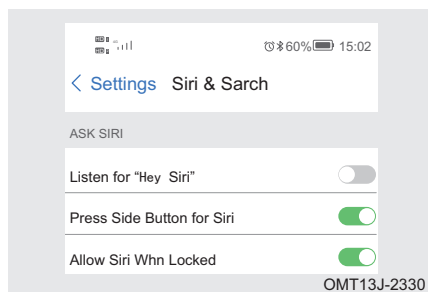 60% 15:02
Settings Siri & Sarch
ASK SIRI
Listen for “Hey Siri”
Press Side Button for Siri
Allow Siri Whn Locked
OMT13J-2330